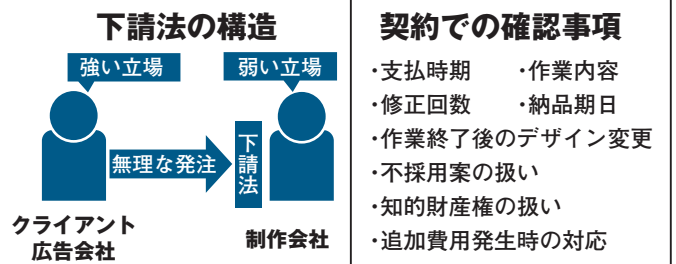 下請法の構造
強い立場
弱い立場
無理な発注
下請法
クライアント
広告会社
制作会社
契約での確認事項
・支払時期 ・作業内容
・修正回数 ・納品期日
・作業終了後のデザイン変更
・不採用案の扱い
・知的財産権の扱い
・追加費用発生時の対応